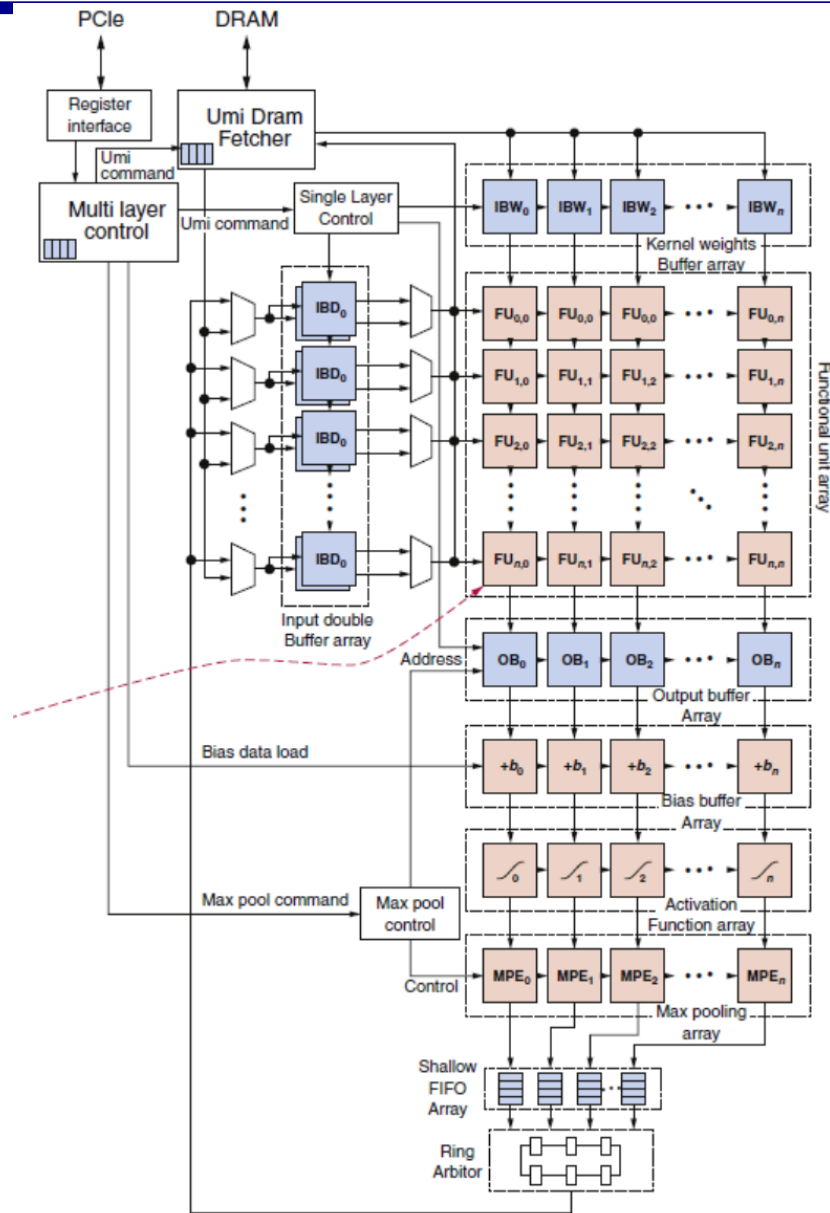 PCIe
DRAM
Register
interface
Umi Dram
Fetcher
Umi
command
Multi layer
control
Umi command
Single Layer
Control
IBW0 IBW1 IBW2 ••• IBWn
Kernel weights
Buffer array
IBD0
IBD0
IBD0
IBD0
Input double
Buffer array
FU0,0 FU0,0 FU0,0 ••• FU0,n
FU1,0 FU1,1 FU1,2 ••• FU1,n
FU2,0 FU2,1 FU2,2 ••• FU2,n
FUn,0 FUn,1 FUn,2 ••• FUn,n
Functional unit array
Address
OB0 OB1 OB2 ••• OBn
Output buffer
Array
Bias data load
+b0 +b1 +b2 ••• +bn
Bias buffer
Array
0 1 2 ••• n
Activation
Function array
Max pool command
Max pool
control
Control
MPE0 MPE1 MPE2 ••• MPEn
Max pooling
array
Shallow
FIFO
Array
Ring
Arbitor